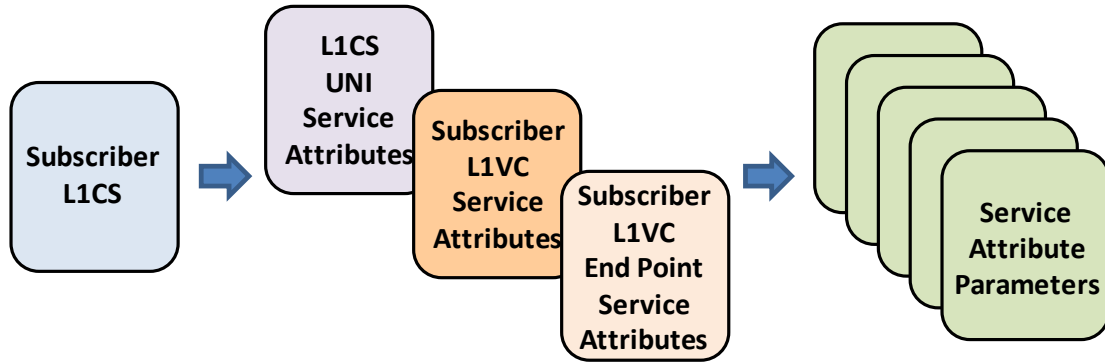 Subscriber
L1CS
L1CS
UNI
Service
Attributes
Subscriber
L1VC
Service
Attributes
Subscriber
L1VC
End Point
Service
Attributes
Service
Attribute
Parameters